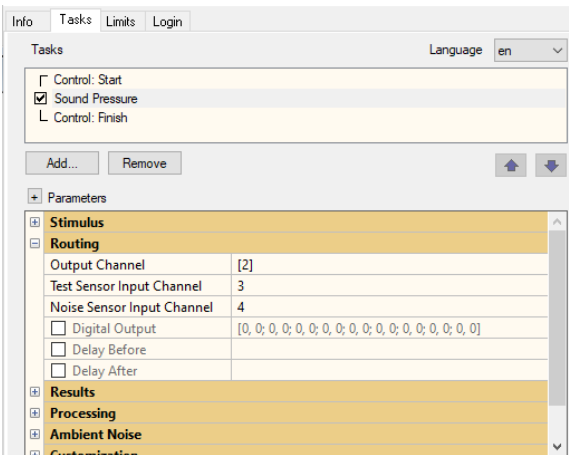 Info Tasks Limits Login
Tasks Language en
Control: Start
Sound Pressure
Control: Finish
Add... Remove
+ Parameters
Stimulus
Routing
Output Channel [2]
Test Sensor Input Channel 3
Noise Sensor Input Channel 4
Digital Output [0, 0; 0, 0; 0, 0; 0, 0; 0, 0; 0, 0; 0, 0; 0, 0; 0, 0]
Delay Before
Delay After
Results
Processing
Ambient Noise
Customization